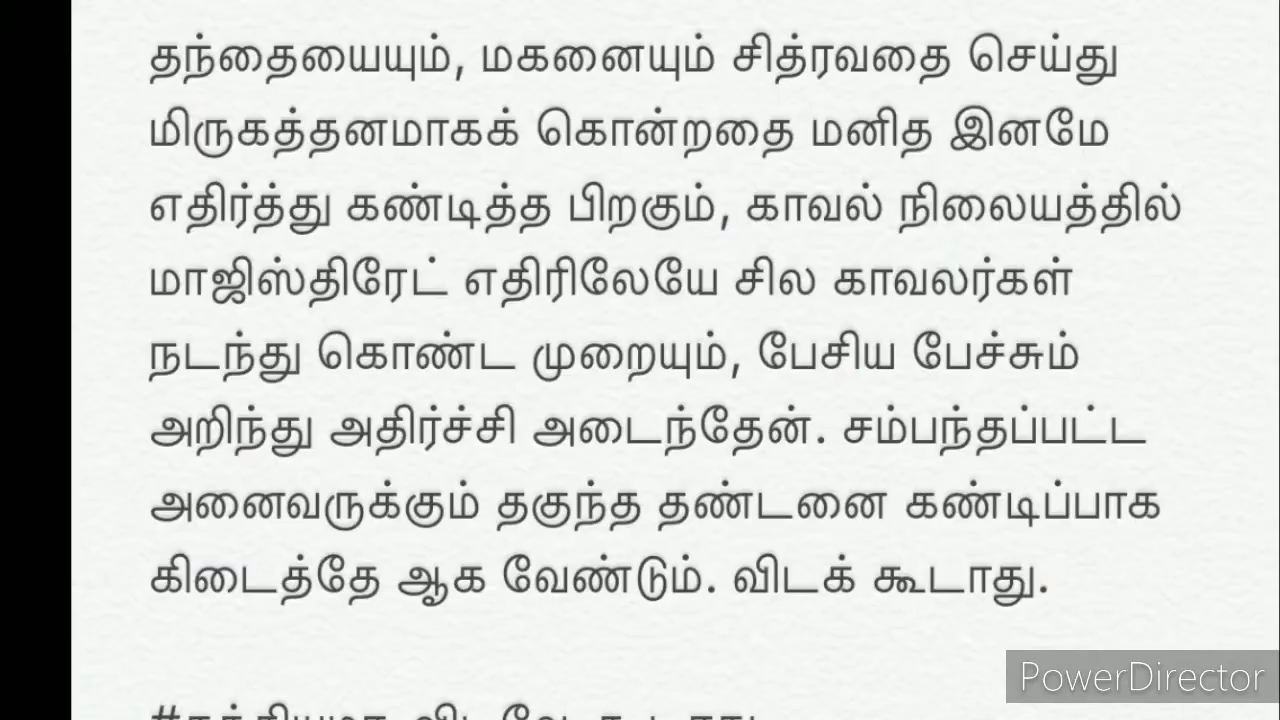 தந்தையையும், மகனையும் சித்ரவதை செய்து
மிருகத்தனமாகக் கொன்றதை மனித இனமே
எதிர்த்து கண்டித்த பிறகும், காவல் நிலையத்தில்
மாஜிஸ்திரேட் எதிரிலேயே சில காவலர்கள்
நடந்து கொண்ட முறையும், பேசிய பேச்சும்
அறிந்து அதிர்ச்சி அடைந்தேன். சம்பந்தப்பட்ட
அனைவருக்கும் தகுந்த தண்டனை கண்டிப்பாக
கிடைத்தே ஆக வேண்டும். விடக் கூடாது.
PowerDirector